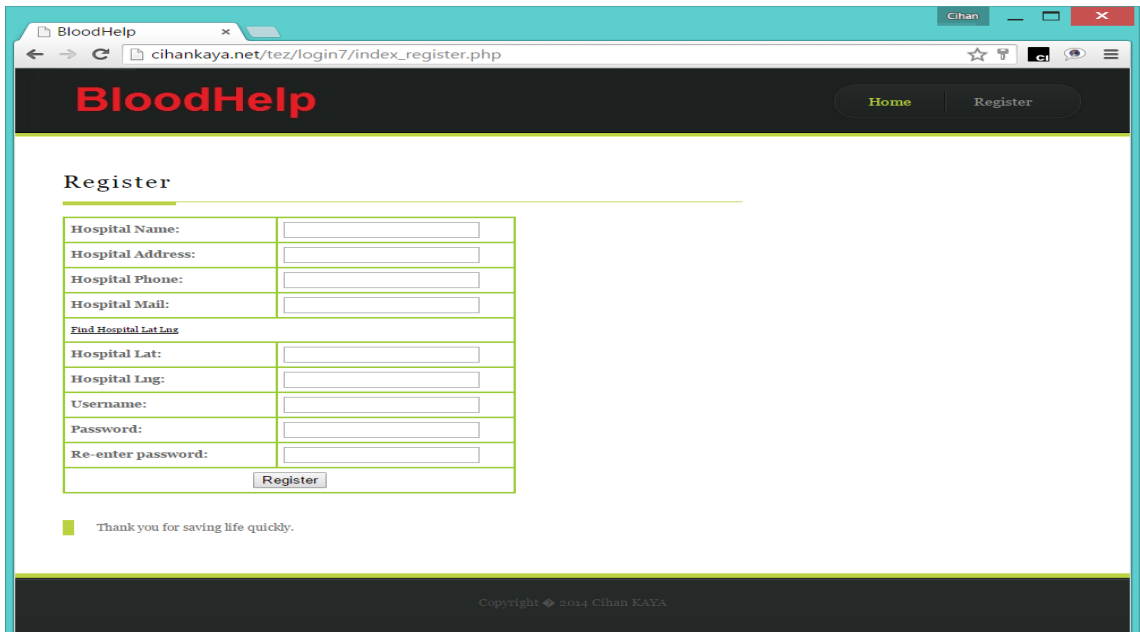 Cihan
BloodHelp
cihankaya.net/tez/login7/index_register.php
CI
BloodHelp
Home Register
Register
Hospital Name:
Hospital Address:
Hospital Phone:
Hospital Mail:
Find Hospital Lat Lng
Hospital Lat:
Hospital Lng:
Username:
Password:
Re-enter password:
Register
Thank you for saving life quickly.
Copyright � 2014 Cihan KAYA